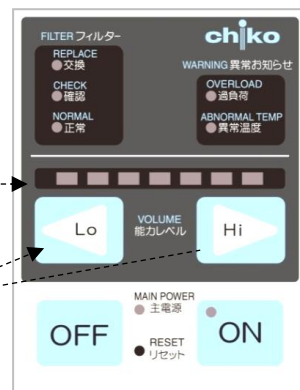 chiko
FILTER フィルター
REPLACE
交換
CHECK
確認
NORMAL
正常
WARNING 異常お知らせ
OVERLOAD
過負荷
ABNORMAL TEMP
異常温度
Lo
VOLUME
能力レベル
Hi
OFF
MAIN POWER
主電源
RESET
リセット
ON